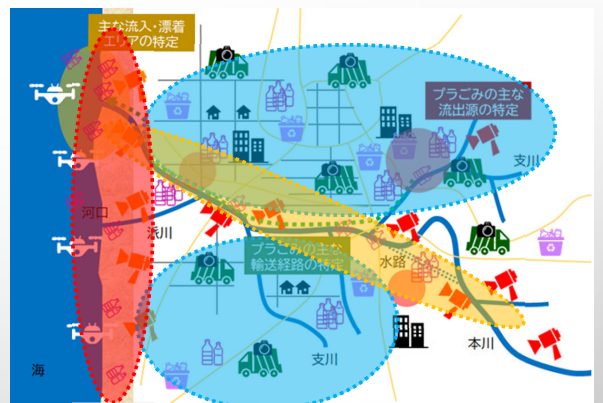 主な流入・漂着
エリアの特定
プラごみの主な
流出源の特定
支川
河口
派川
プラごみの主な
輸送経路の特定
水路
支川
本川
海